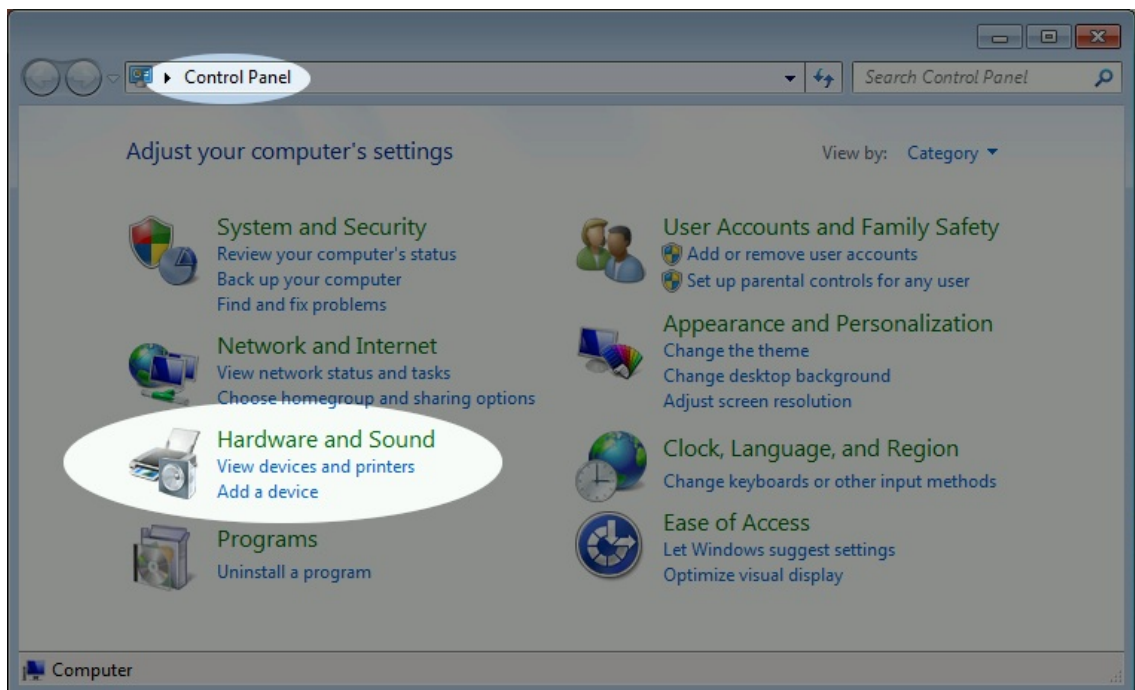 Control Panel
Search Control Panel
Adjust your computer's settings
View by: Category
System and Security
Review your computer's status
Back up your computer
Find and fix problems
Network and Internet
View network status and tasks
Choose homegroup and sharing options
Hardware and Sound
View devices and printers
Add a device
Programs
Uninstall a program
User Accounts and Family Safety
Add or remove user accounts
Set up parental controls for any user
Appearance and Personalization
Change the theme
Change desktop background
Adjust screen resolution
Clock, Language, and Region
Change keyboards or other input methods
Ease of Access
Let Windows suggest settings
Optimize visual display
Computer